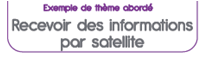 Exemple de thème abordé
Recevoir des informations
par satellite